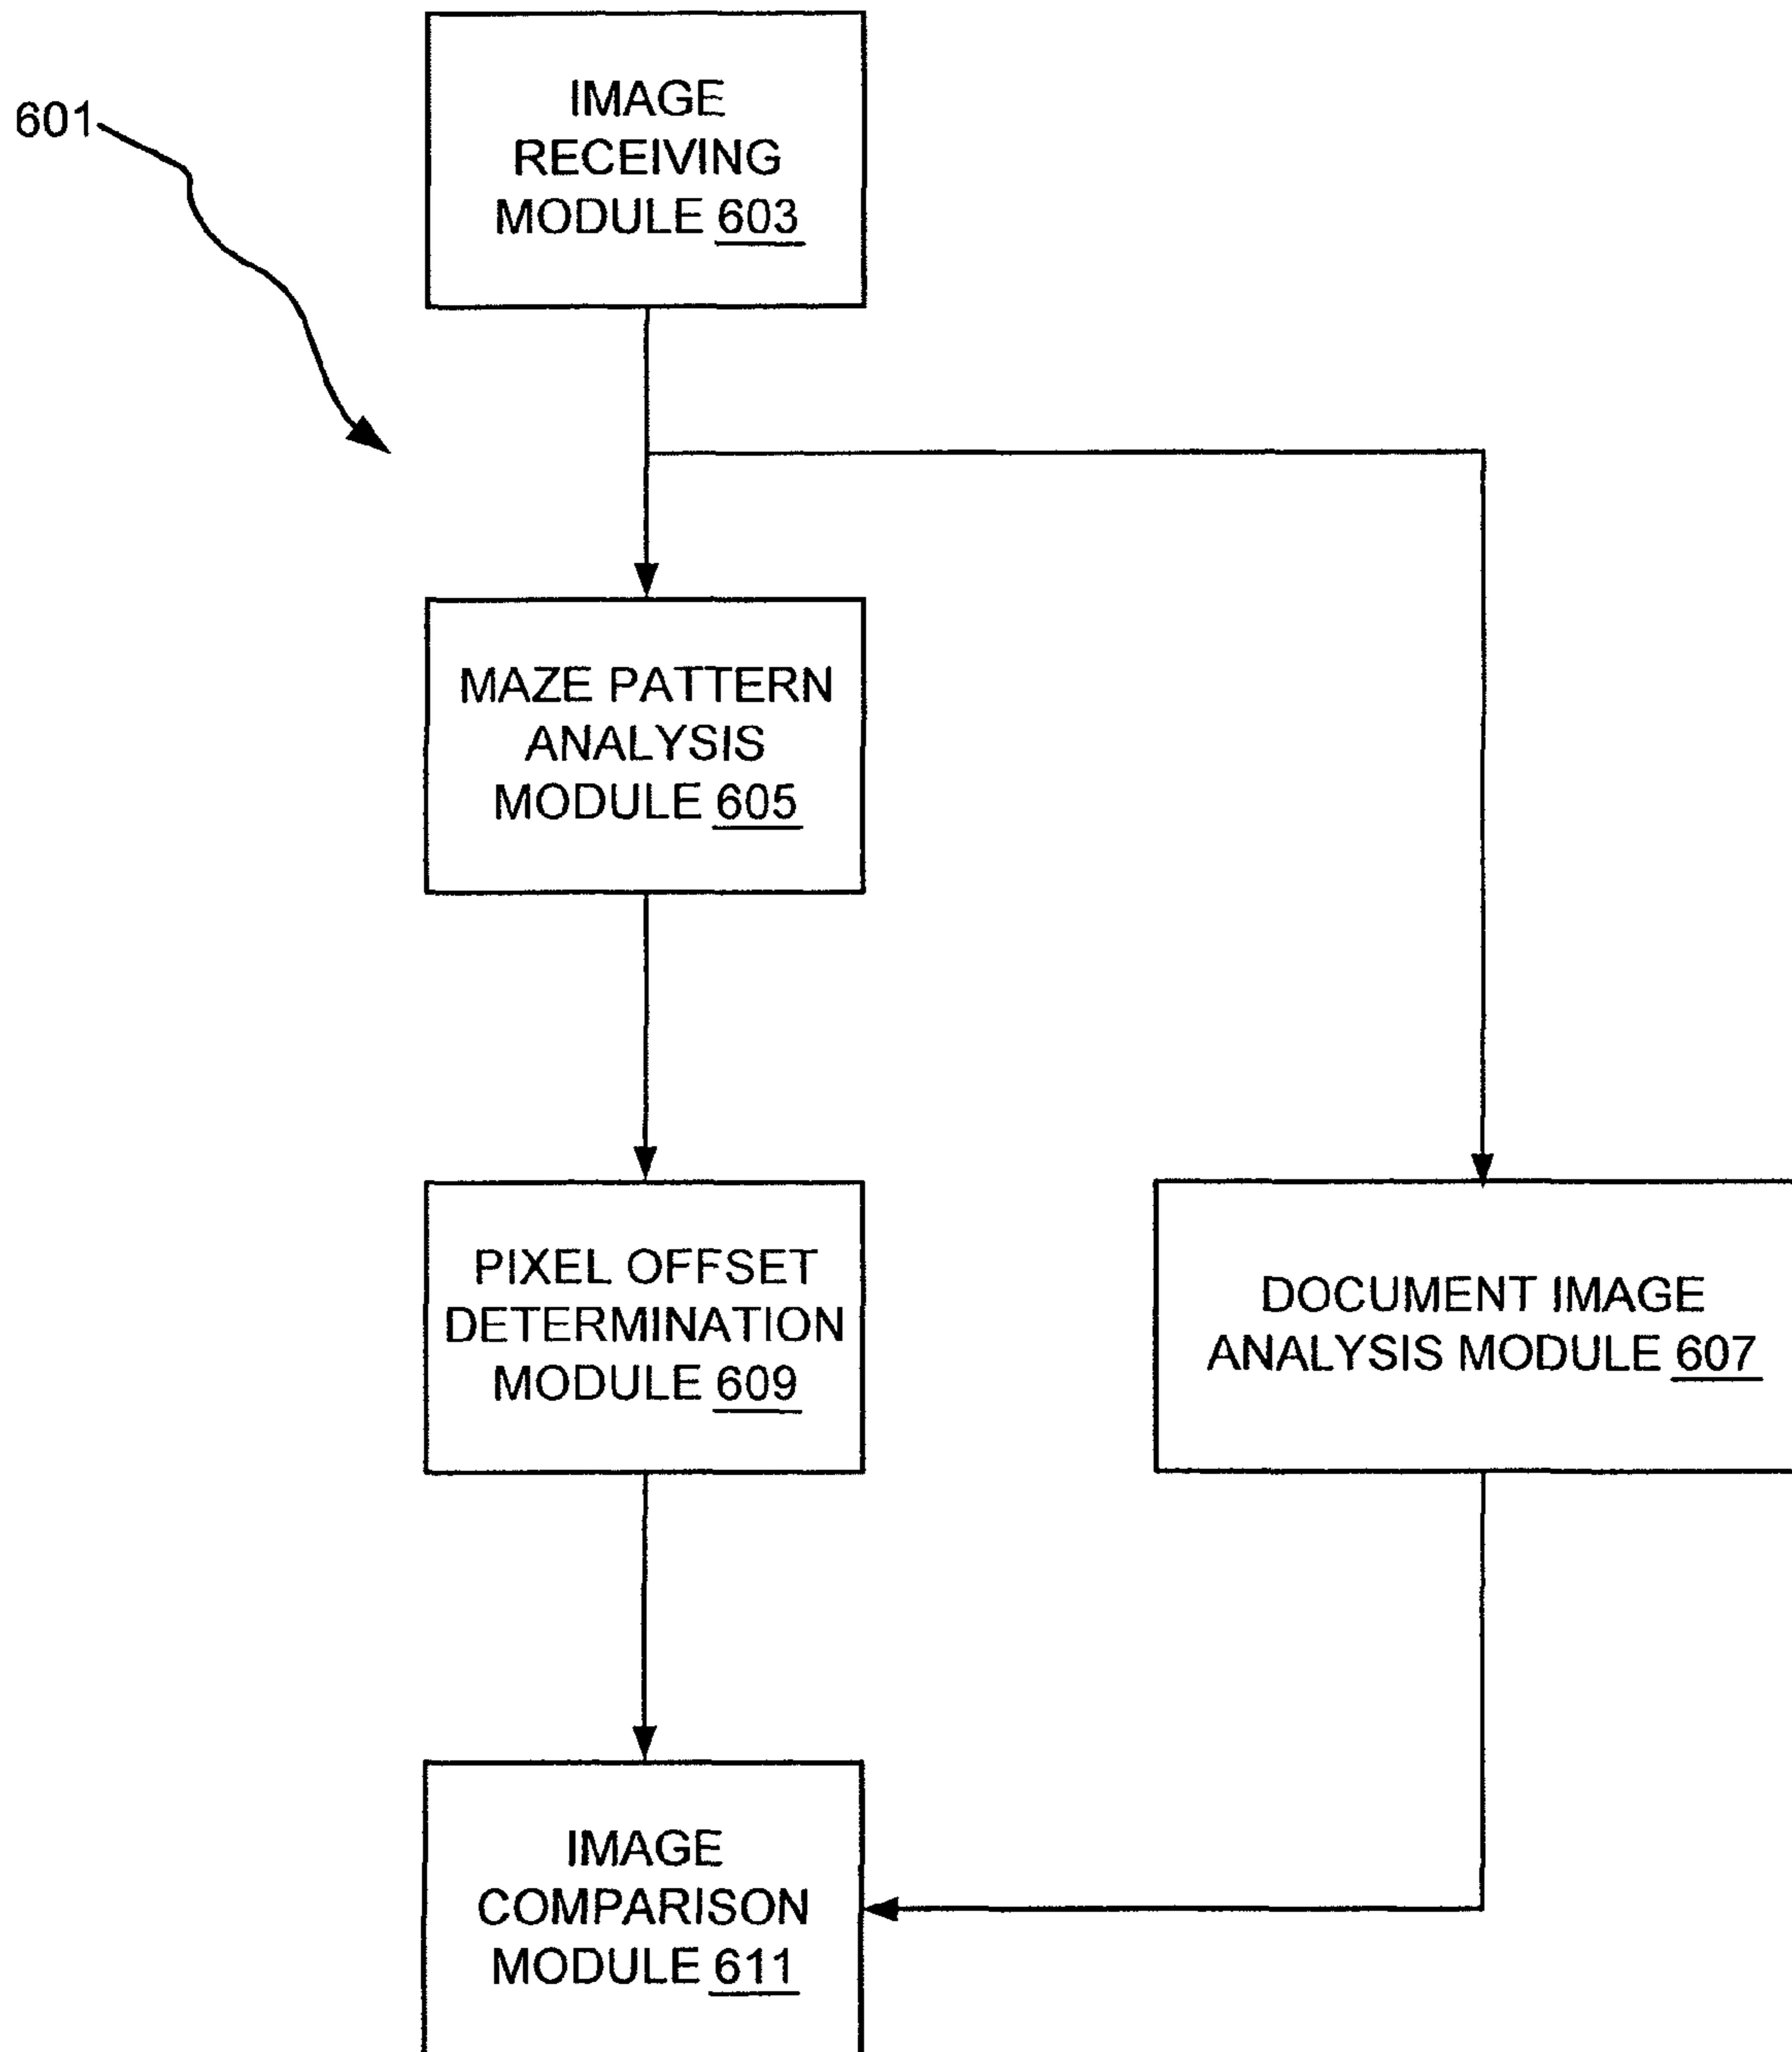 IMAGE
RECEIVING
MODULE 603
601
MAZE PATTERN
ANALYSIS
MODULE 605
PIXEL OFFSET
DETERMINATION
MODULE 609
DOCUMENT IMAGE
ANALYSIS MODULE 607
IMAGE
COMPARISON
MODULE 611